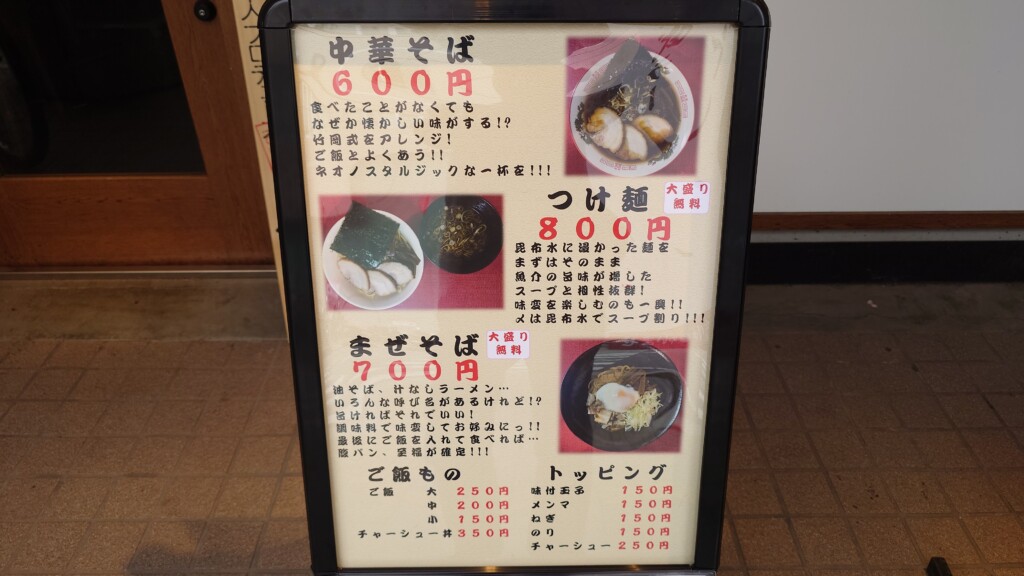 中華そば
600円
食べたことがなくても
なぜか懐かしい味がする!?
竹岡式をアレンジ!
ご飯とよくあう!!
ネオノスタルジックな一杯を!!!
つけ麺
大盛り
無料
800円
昆布水に浸かった麺を
まずはそのまま
魚介の旨味が増した
スープと相性抜群!
味変を楽しむのも一興!!
〆は昆布水でスープ割り!!!
まぜそば
大盛り
無料
700円
油そば、汁なしラーメン…
いろんな呼び名があるけれど!?
旨ければそれでいい!
調味料で味変してお好みにっ!!
最後にご飯を入れて食べれば…
腹パン、至福が確定!!!
ご飯もの
ご飯 大 250円
中 200円
小 150円
チャーシュー丼 350円
トッピング
味付玉子 150円
メンマ 150円
ねぎ 150円
のり 150円
チャーシュー 250円